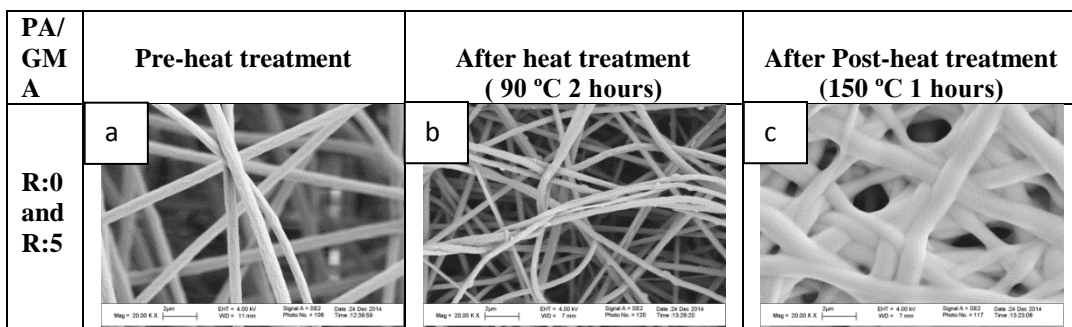 PA/
GM
A
Pre-heat treatment
After heat treatment
( 90 ºC 2 hours)
After Post-heat treatment
(150 ºC 1 hours)
R:0
and
R:5
a
b
c
Mag = 20.00 K X
2µm
EHT = 4.00 kV
WD = 11 mm
Signal A = SE2
Photo No. = 106
Date :24 Dec 2014
Time :12:39:58
Mag = 20.00 K X
2µm
EHT = 4.00 kV
WD = 7 mm
Signal A = SE2
Photo No. = 120
Date :24 Dec 2014
Time :13:29:20
Mag = 20.00 K X
2µm
EHT = 4.00 kV
WD = 7 mm
Signal A = SE2
Photo No. = 117
Date :24 Dec 2014
Time :13:23:06